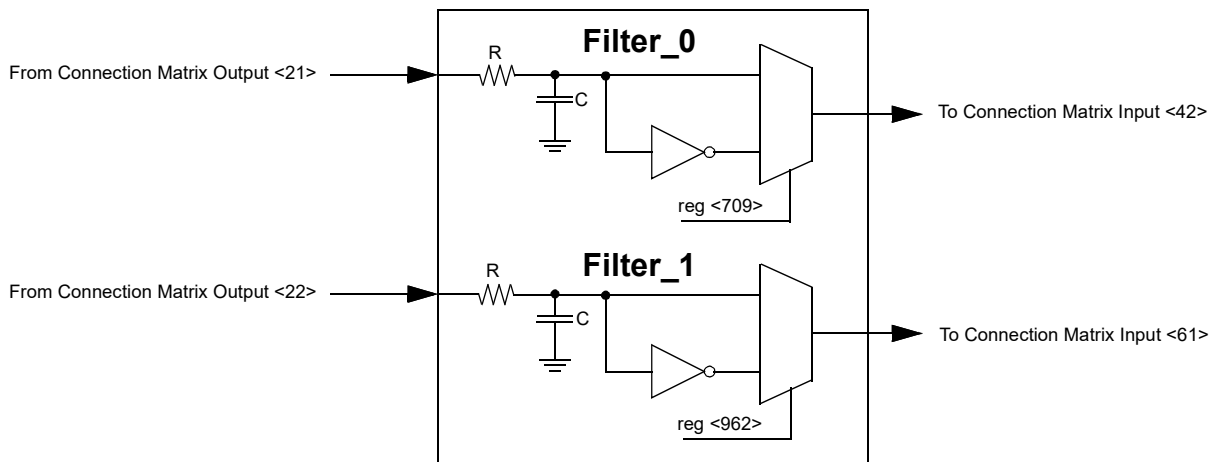 Filter_0
R
From Connection Matrix Output <21>
C
To Connection Matrix Input <42>
reg <709>
Filter_1
R
From Connection Matrix Output <22>
C
To Connection Matrix Input <61>
reg <962>